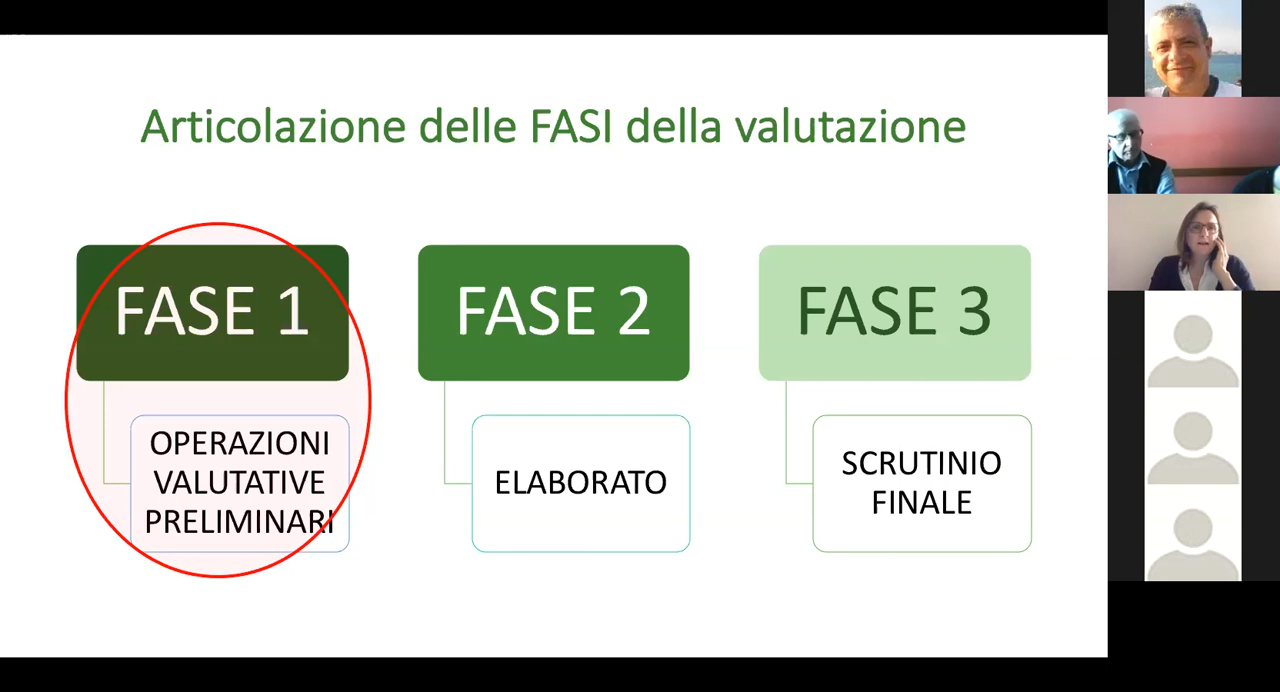 Articolazione delle FASI della valutazione
FASE 1
OPERAZIONI
VALUTATIVE
PRELIMINARI
FASE 2
ELABORATO
FASE 3
SCRUTINIO
FINALE